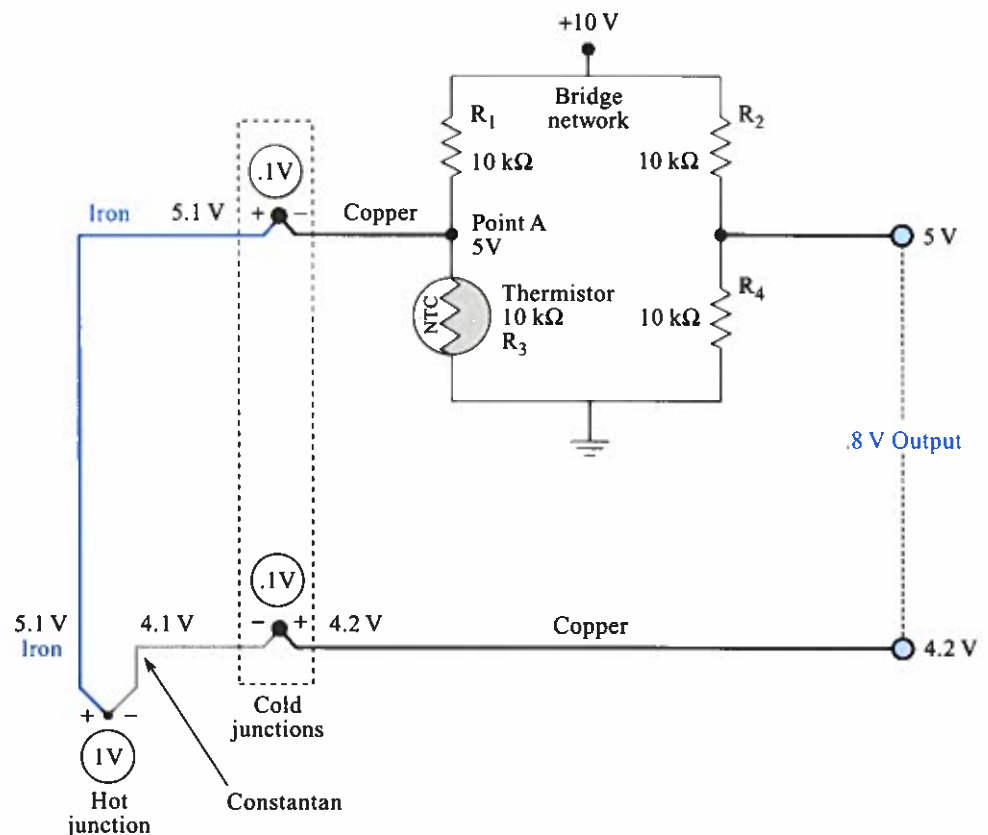 +10 V
Bridge
network
R1
10 kΩ
R2
10 kΩ
.1V
Iron
5.1 V
+ −
Copper
Point A
5V
5 V
NTC
Thermistor
10 kΩ
R3
R4
10 kΩ
.8 V Output
.1V
5.1 V
Iron
4.1 V
− +
4.2 V
Copper
4.2 V
Cold
junctions
+ −
1V
Hot
junction
Constantan